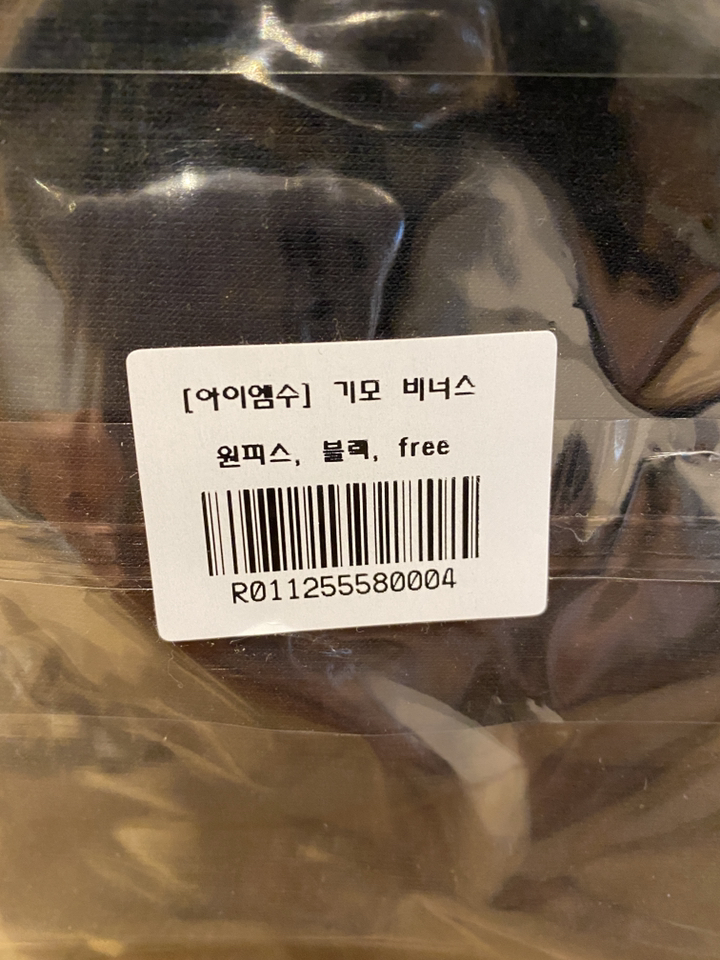 [아이엠수] 기모 비너스
원피스, 블랙, free
R011255580004